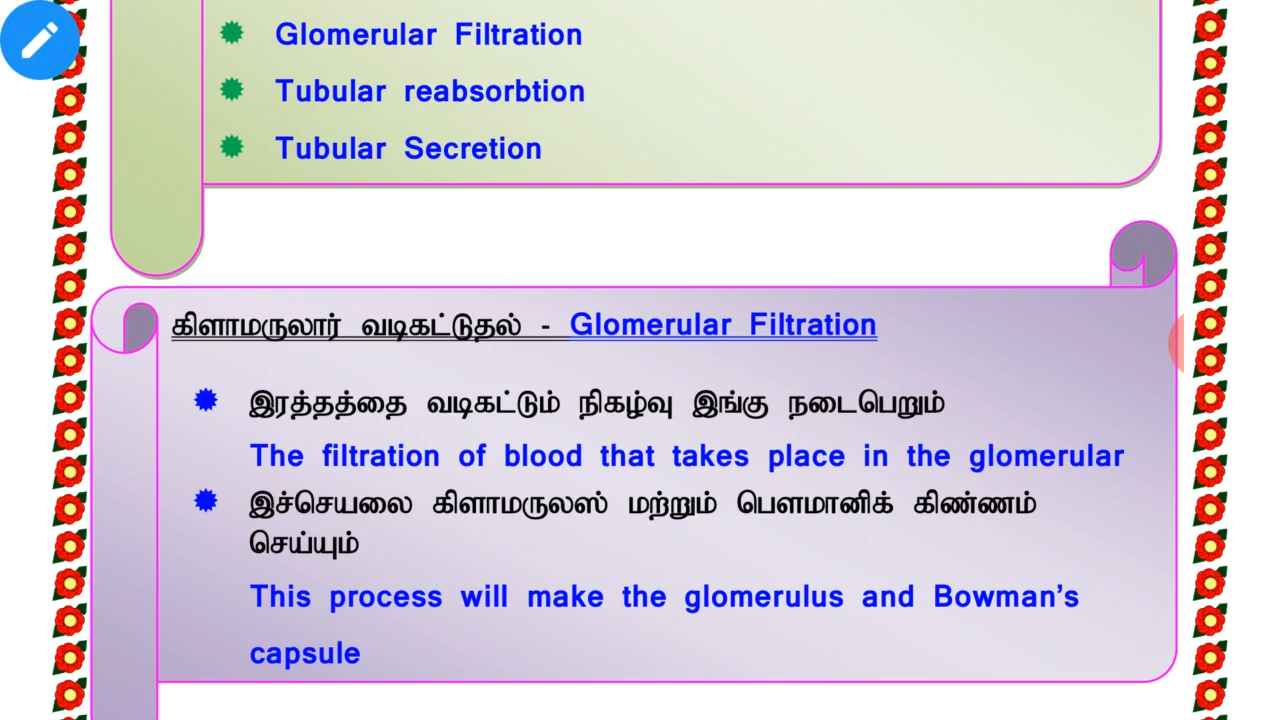 Glomerular Filtration
Tubular reabsorbtion
Tubular Secretion
கிளாமருலார் வடிகட்டுதல் - Glomerular Filtration
இரத்தத்தை வடிகட்டும் நிகழ்வு இங்கு நடைபெறும்
The filtration of blood that takes place in the glomerular
இச்செயலை கிளாமருலஸ் மற்றும் பௌமானிக் கிண்ணம்
செய்யும்
This process will make the glomerulus and Bowman's
capsule